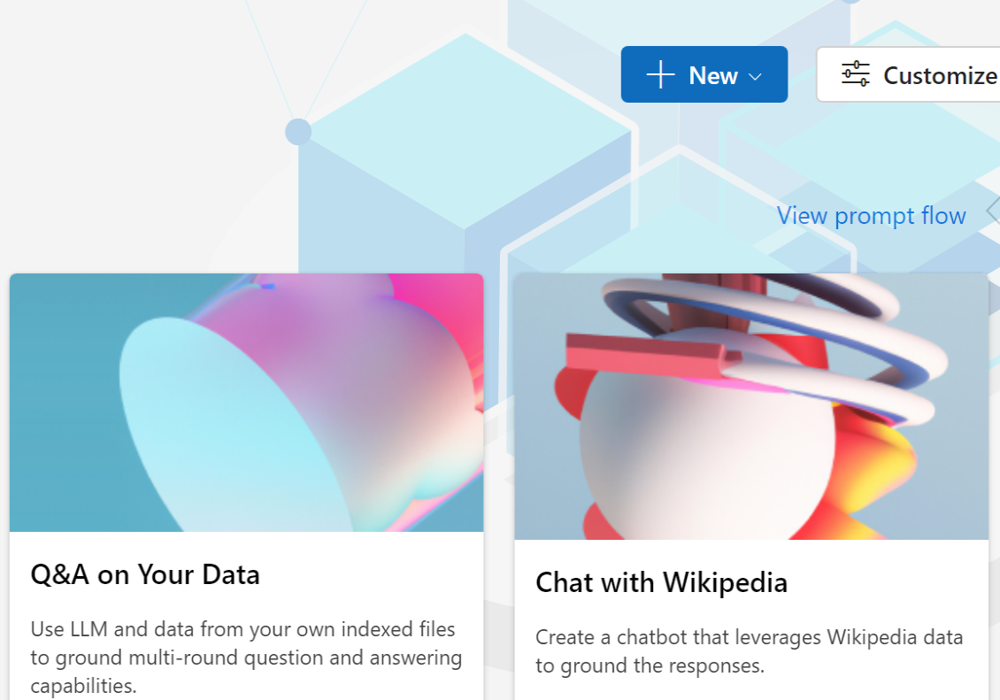 New
Customize
View prompt flow
Q&A on Your Data
Use LLM and data from your own indexed files
to ground multi-round question and answering
capabilities.
Chat with Wikipedia
Create a chatbot that leverages Wikipedia data
to ground the responses.